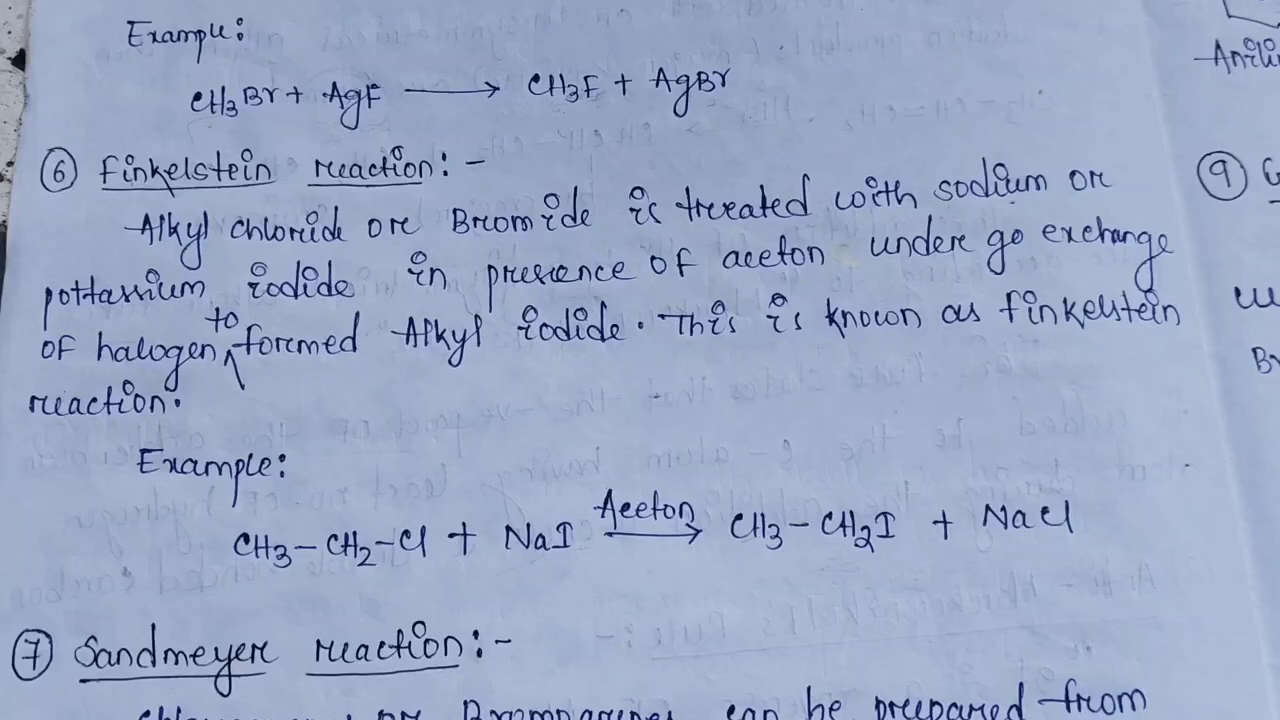 Example:
CH3Br + AgF ⟶ CH3F + AgBr
⑥ Finkelstein reaction:-
Alkyl chloride or Bromide is treated with sodium or
pottassium iodide in presence of aceton under go exchange
of halogen to formed Alkyl iodide. This is known as finkelstein
reaction.
Example:
CH3-CH2-Cl + NaI Aceton⟶ CH3-CH2I + NaCl
⑦ Sandmeyer reaction:-
can be prepared from
⑨